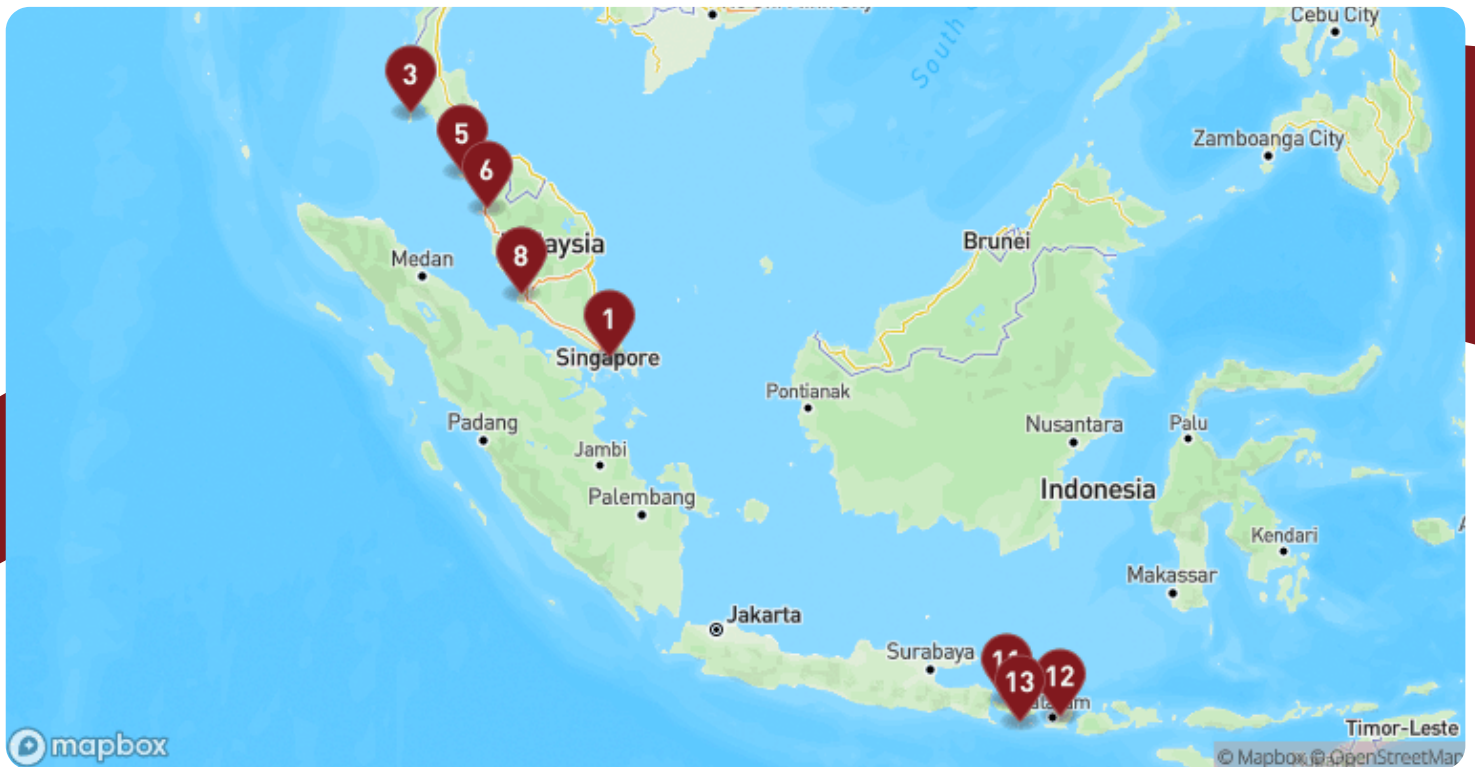 Cebu City
South
3
5
Zamboanga City
6
aysia
Brunei
8
Medan
1
Singapore
Pontianak
Padang
Nusantara
Palu
Jambi
Indonesia
Palembang
Kendari
Makassar
Jakarta
Surabaya
11
12
13
Timor-Leste
mapbox
© Mapbox © OpenStreetMap